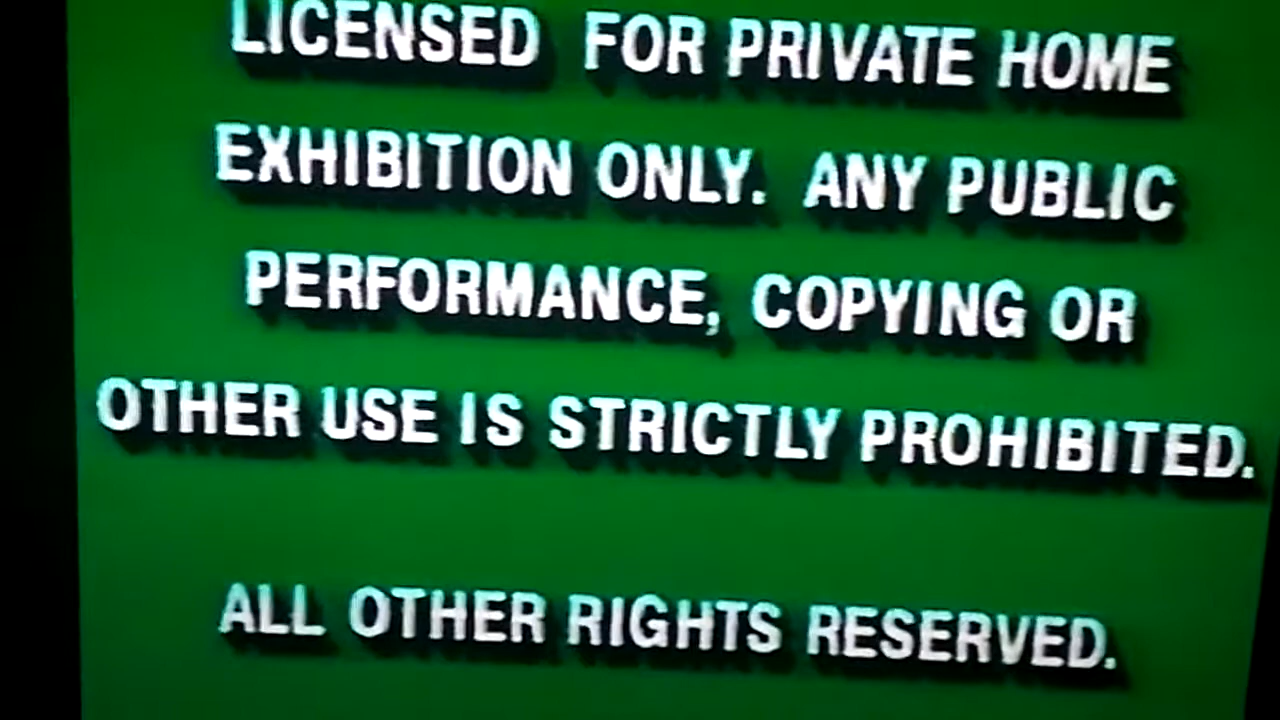 LICENSED FOR PRIVATE HOME
EXHIBITION ONLY. ANY PUBLIC
PERFORMANCE, COPYING OR
OTHER USE IS STRICTLY PROHIBITED.
ALL OTHER RIGHTS RESERVED.